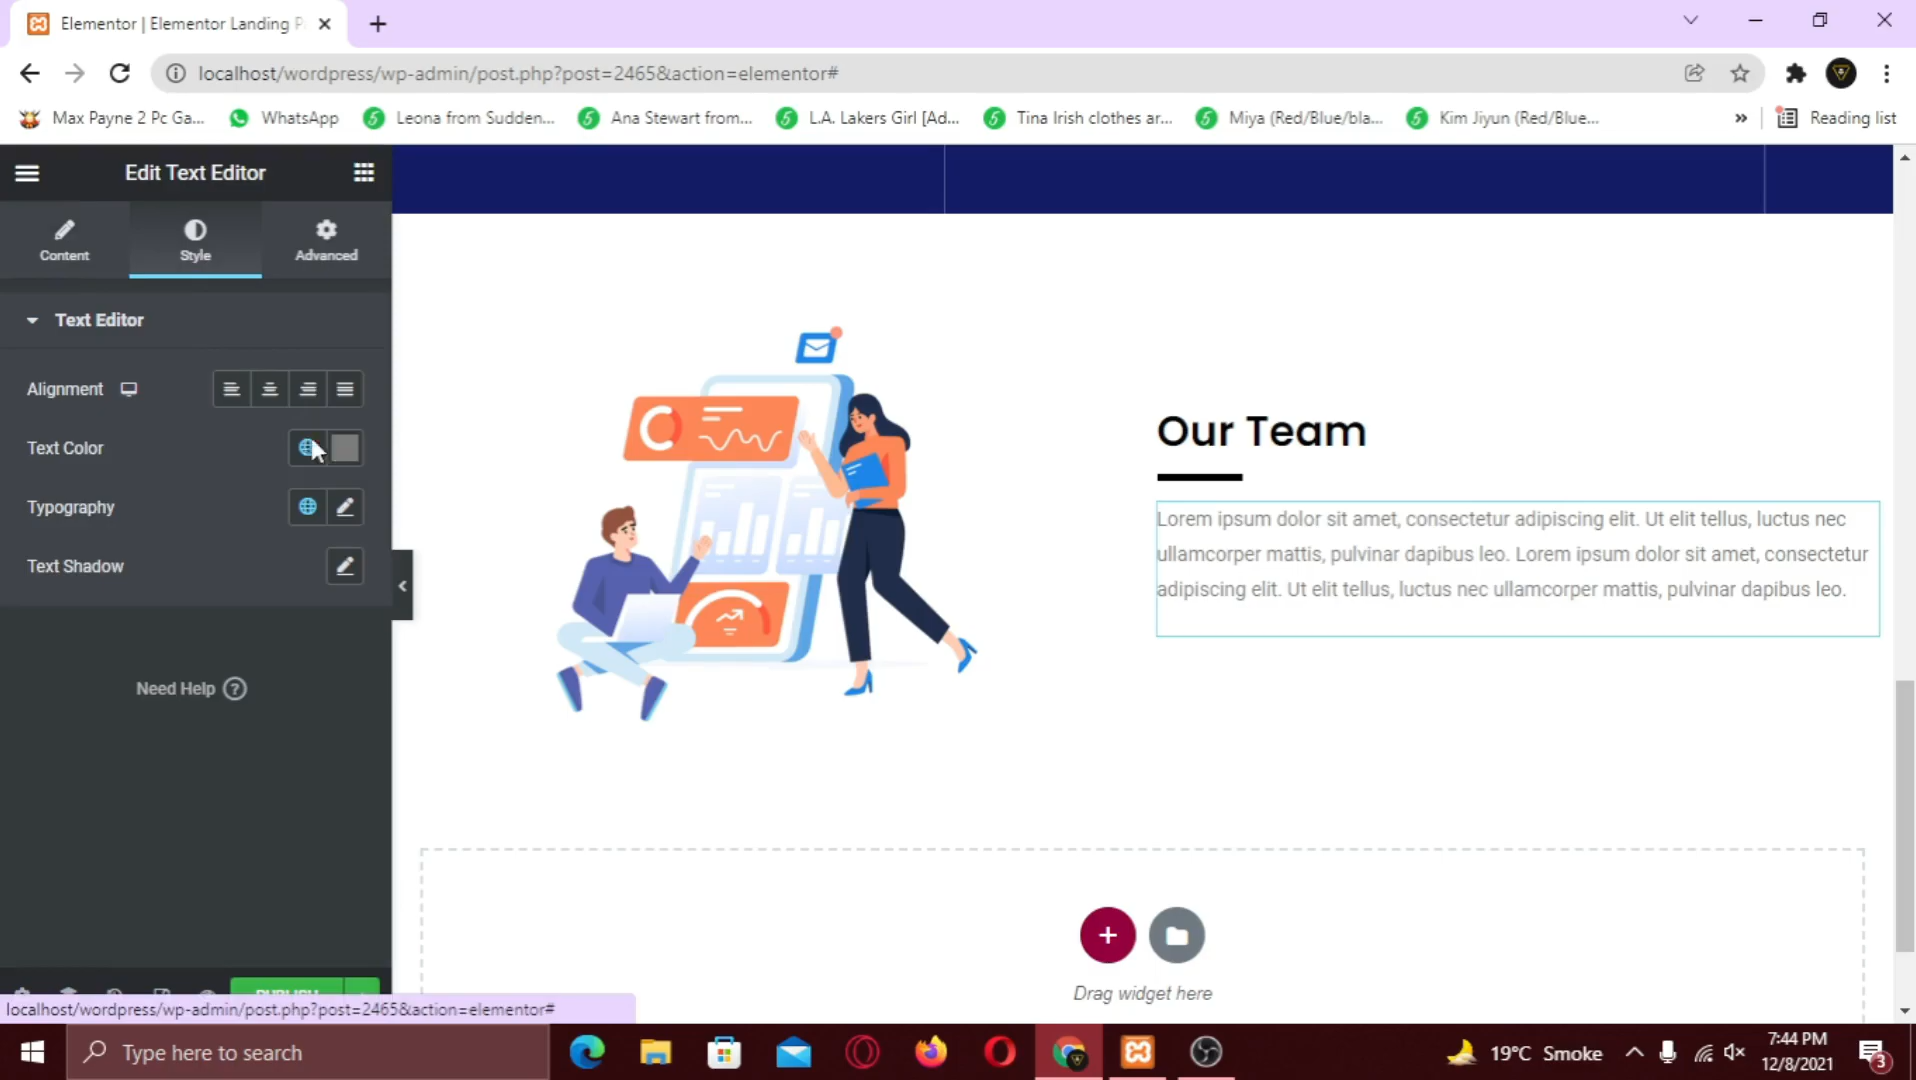 Elementor | Elementor Landing P
localhost/wordpress/wp-admin/post.php?post=2465&action=elementor#
Max Payne 2 Pc Ga...
WhatsApp
Leona from Sudden...
Ana Stewart from...
L.A. Lakers Girl [Ad...
Tina Irish clothes ar...
Miya (Red/Blue/bla...
Kim Jiyun (Red/Blue...
»
Reading list
Edit Text Editor
Content
Style
Advanced
Text Editor
Alignment
Text Color
Typography
Text Shadow
Need Help ?
Our Team
Lorem ipsum dolor sit amet, consectetur adipiscing elit. Ut elit tellus, luctus nec
ullamcorper mattis, pulvinar dapibus leo. Lorem ipsum dolor sit amet, consectetur
adipiscing elit. Ut elit tellus, luctus nec ullamcorper mattis, pulvinar dapibus leo.
Drag widget here
PUBLISH
localhost/wordpress/wp-admin/post.php?post=2465&action=elementor#
Type here to search
19°C Smoke
7:44 PM
12/8/2021
3